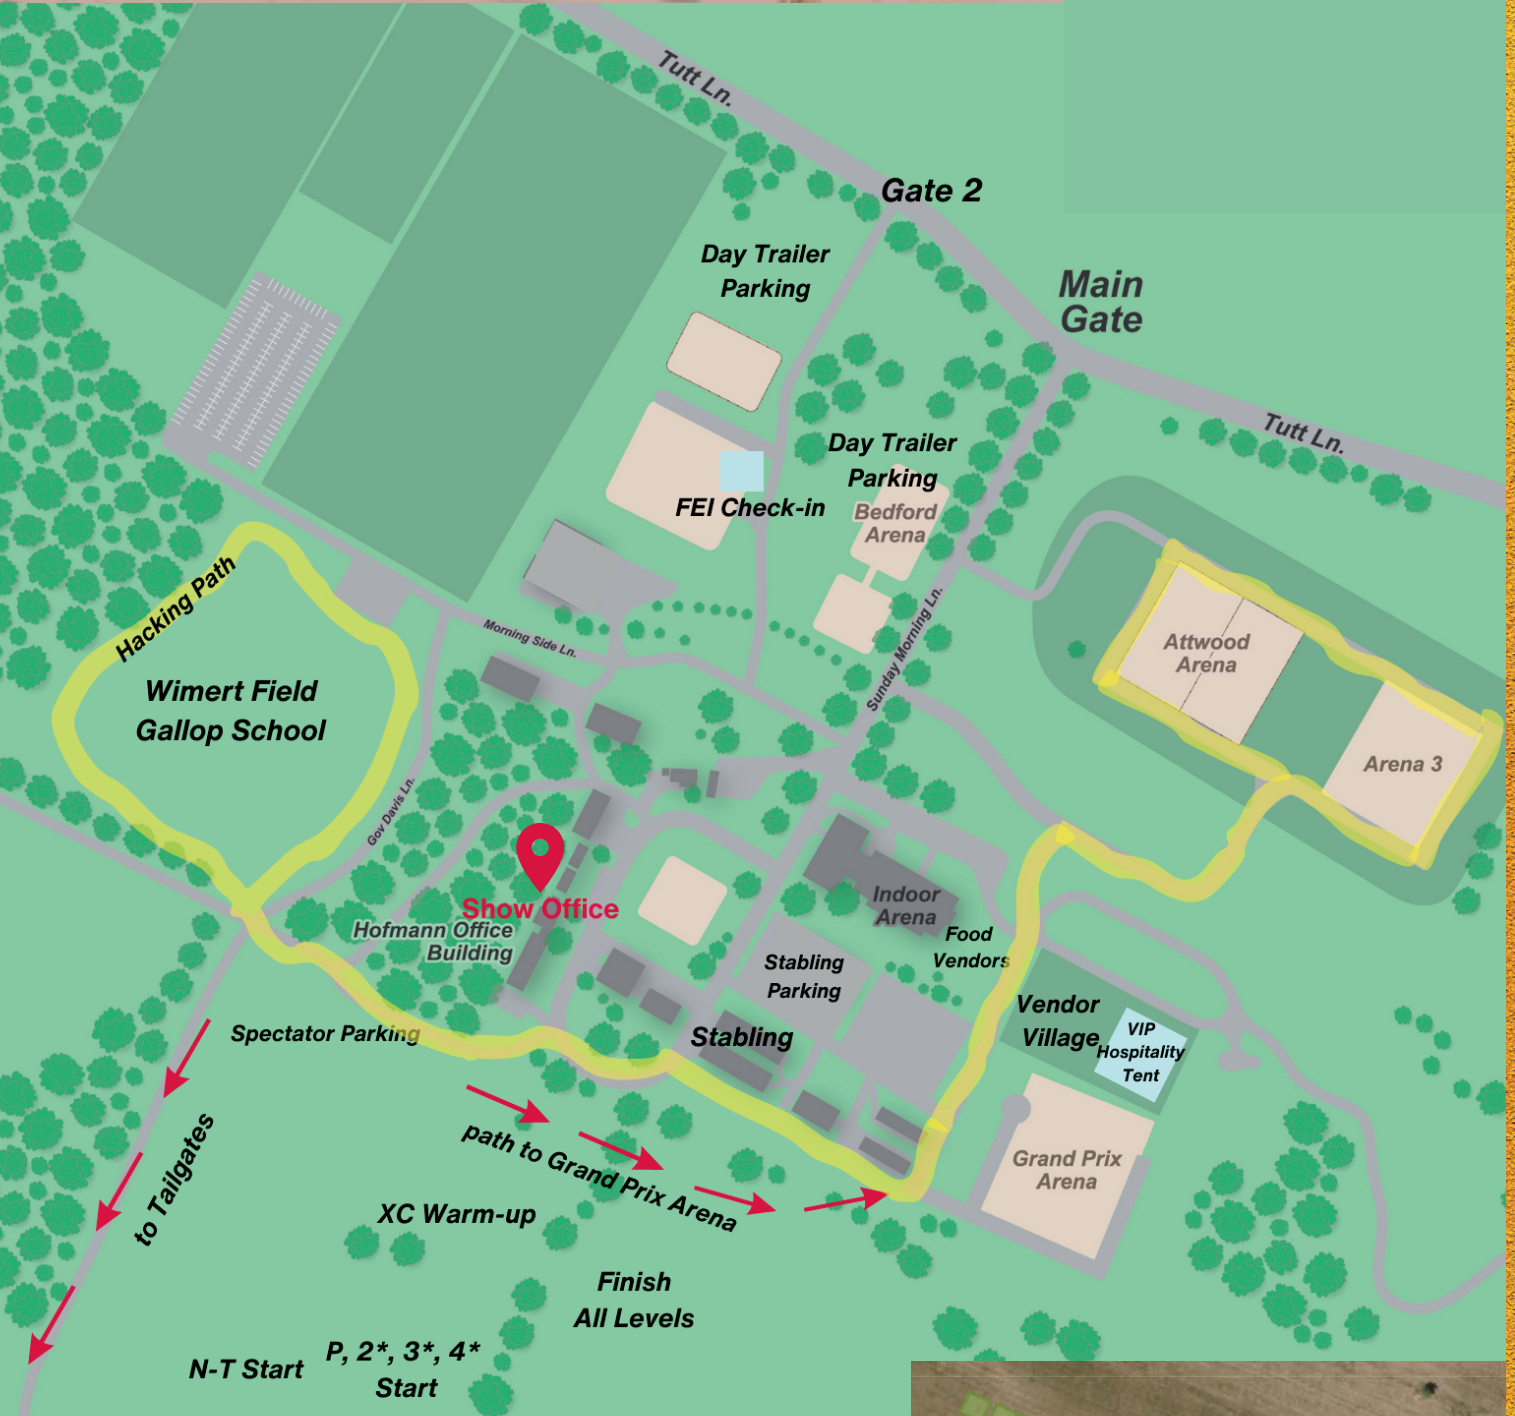 Tutt Ln.
Gate 2
Day Trailer
Parking
Main
Gate
Tutt Ln.
Day Trailer
Parking
FEI Check-in
Bedford
Arena
Hacking Path
Morning Side Ln.
Sunday Morning Ln.
Attwood
Arena
Arena 3
Wimert Field
Gallop School
Gov Davis Ln.
Show Office
Hofmann Office
Building
Indoor
Arena
Food
Vendors
Stabling
Parking
Vendor
Village
VIP
Hospitality
Tent
Spectator Parking
Stabling
to Tailgates
path to Grand Prix Arena
Grand Prix
Arena
XC Warm-up
Finish
All Levels
N-T Start
P, 2*, 3*, 4*
Start